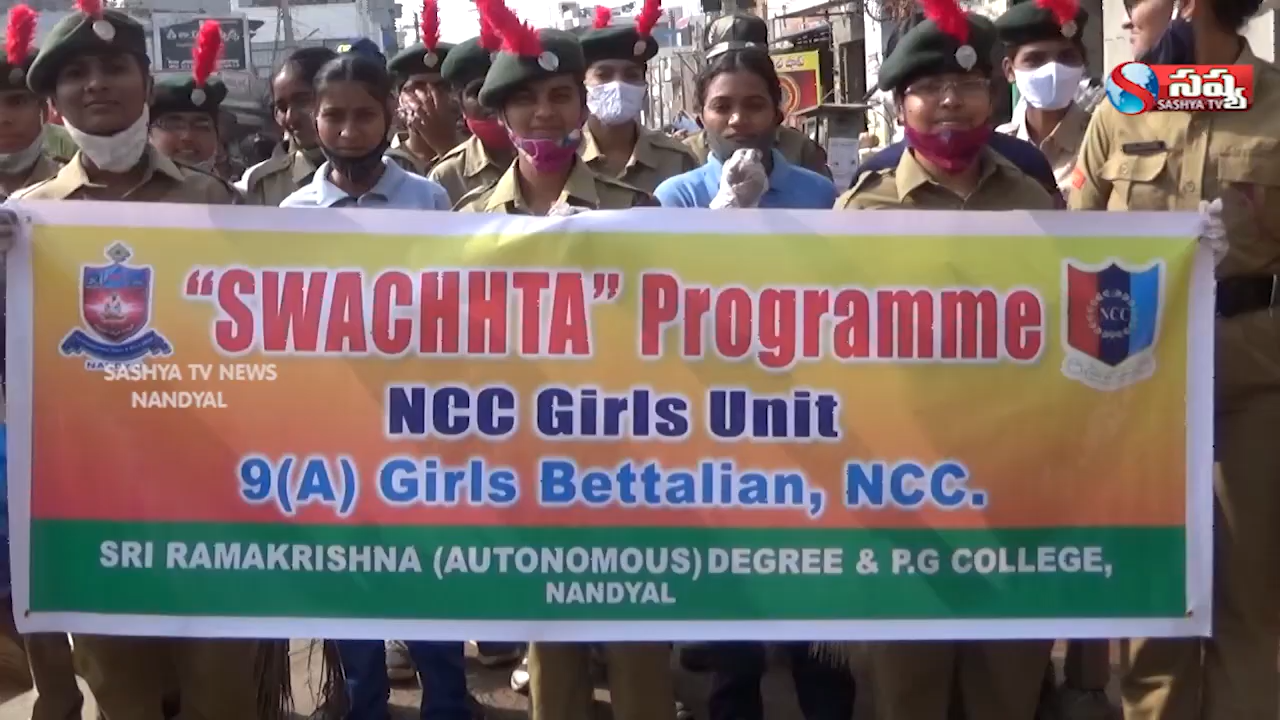 సష్య
SASHYA TV
"SWACHHTA" Programme
NCC
SASHYA TV NEWS
NANDYAL
NCC Girls Unit
9(A) Girls Bettalian, NCC.
SRI RAMAKRISHNA (AUTONOMOUS) DEGREE & P.G COLLEGE,
NANDYAL